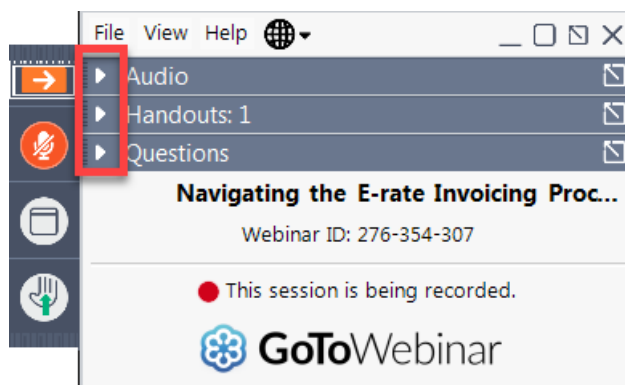 File View Help
Audio
Handouts: 1
Questions
Navigating the E-rate Invoicing Proc...
Webinar ID: 276-354-307
This session is being recorded.
GoToWebinar